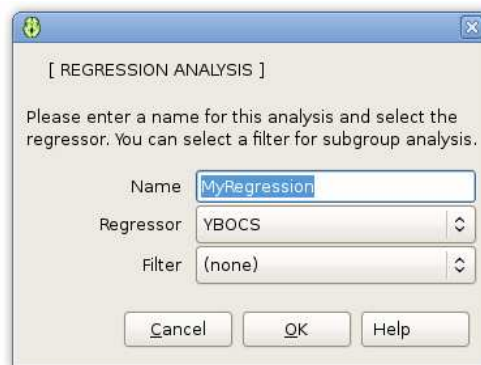 [ REGRESSION ANALYSIS ]
Please enter a name for this analysis and select the
regressor. You can select a filter for subgroup analysis.
Name MyRegression
Regressor YBOCS
Filter (none)
Cancel OK Help